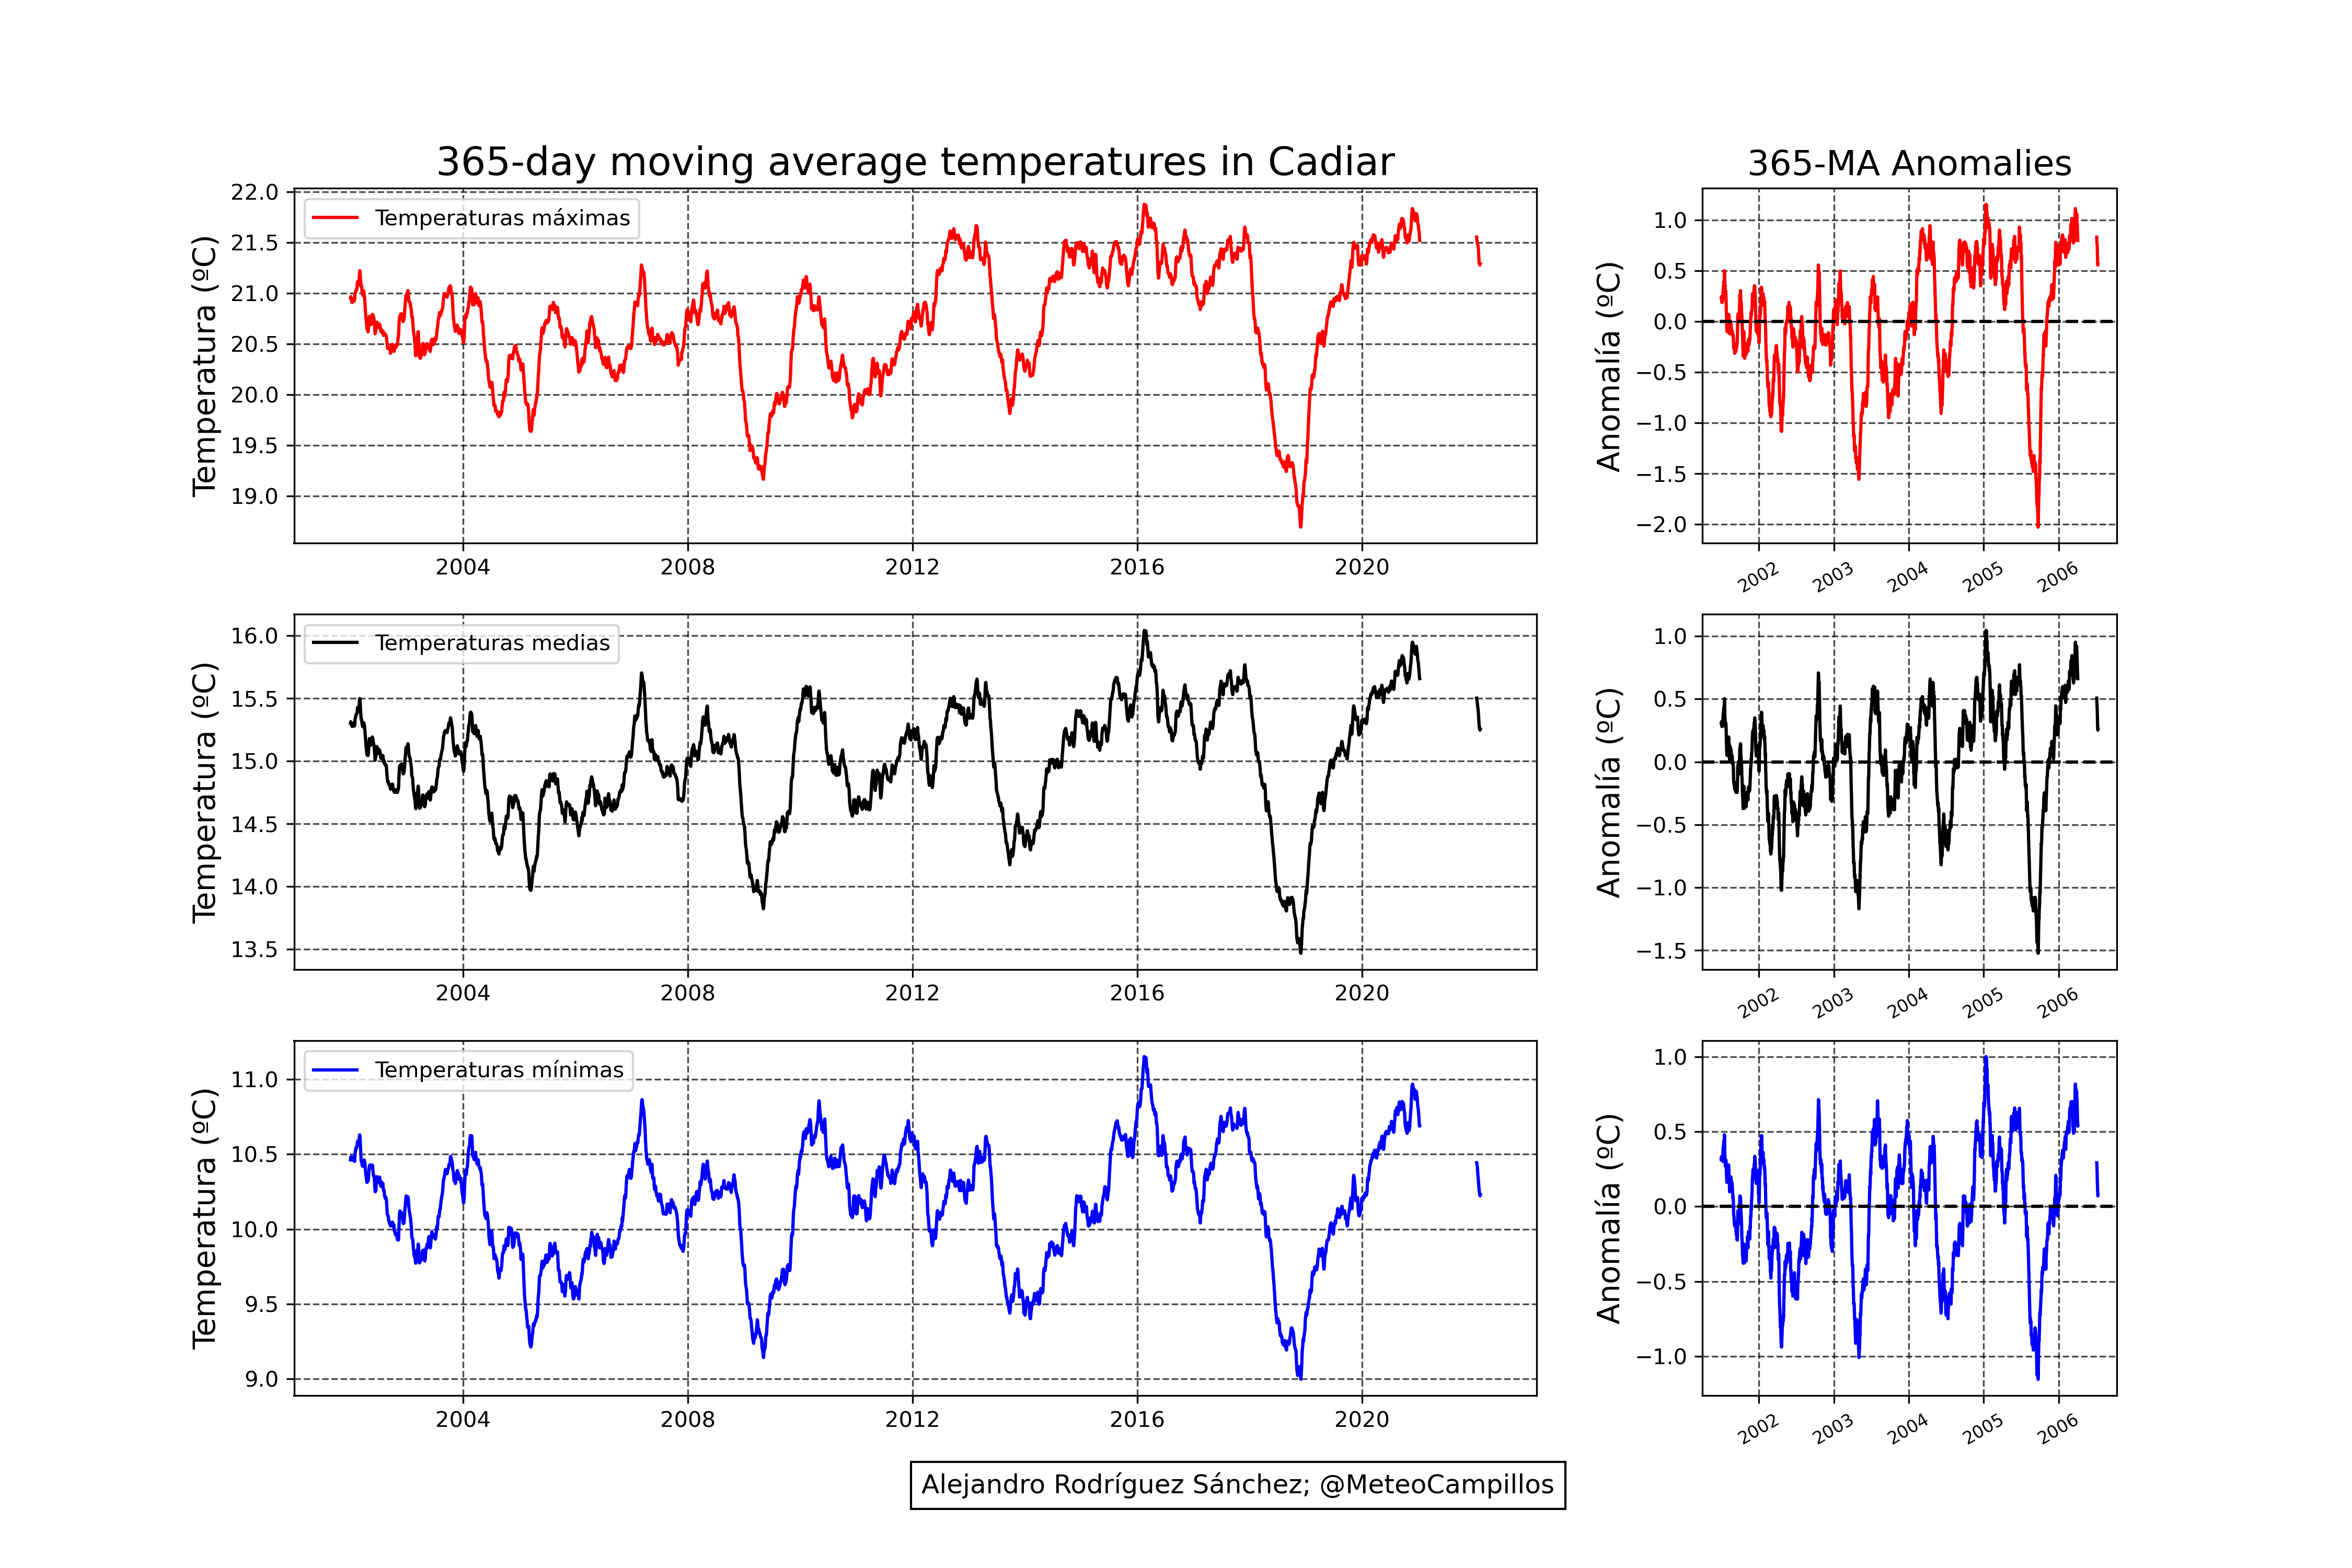 365-day moving average temperatures in Cadiar
365-MA Anomalies
Temperatura (ºC)
22.0
21.5
21.0
20.5
20.0
19.5
19.0
Temperaturas máximas
2004 2008 2012 2016 2020
Anomalía (ºC)
1.0
0.5
0.0
−0.5
−1.0
−1.5
−2.0
2002 2003 2004 2005 2006
Temperatura (ºC)
16.0
15.5
15.0
14.5
14.0
13.5
Temperaturas medias
2004 2008 2012 2016 2020
Anomalía (ºC)
1.0
0.5
0.0
−0.5
−1.0
−1.5
2002 2003 2004 2005 2006
Temperatura (ºC)
11.0
10.5
10.0
9.5
9.0
Temperaturas mínimas
2004 2008 2012 2016 2020
Anomalía (ºC)
1.0
0.5
0.0
−0.5
−1.0
2002 2003 2004 2005 2006
Alejandro Rodríguez Sánchez; @MeteoCampillos